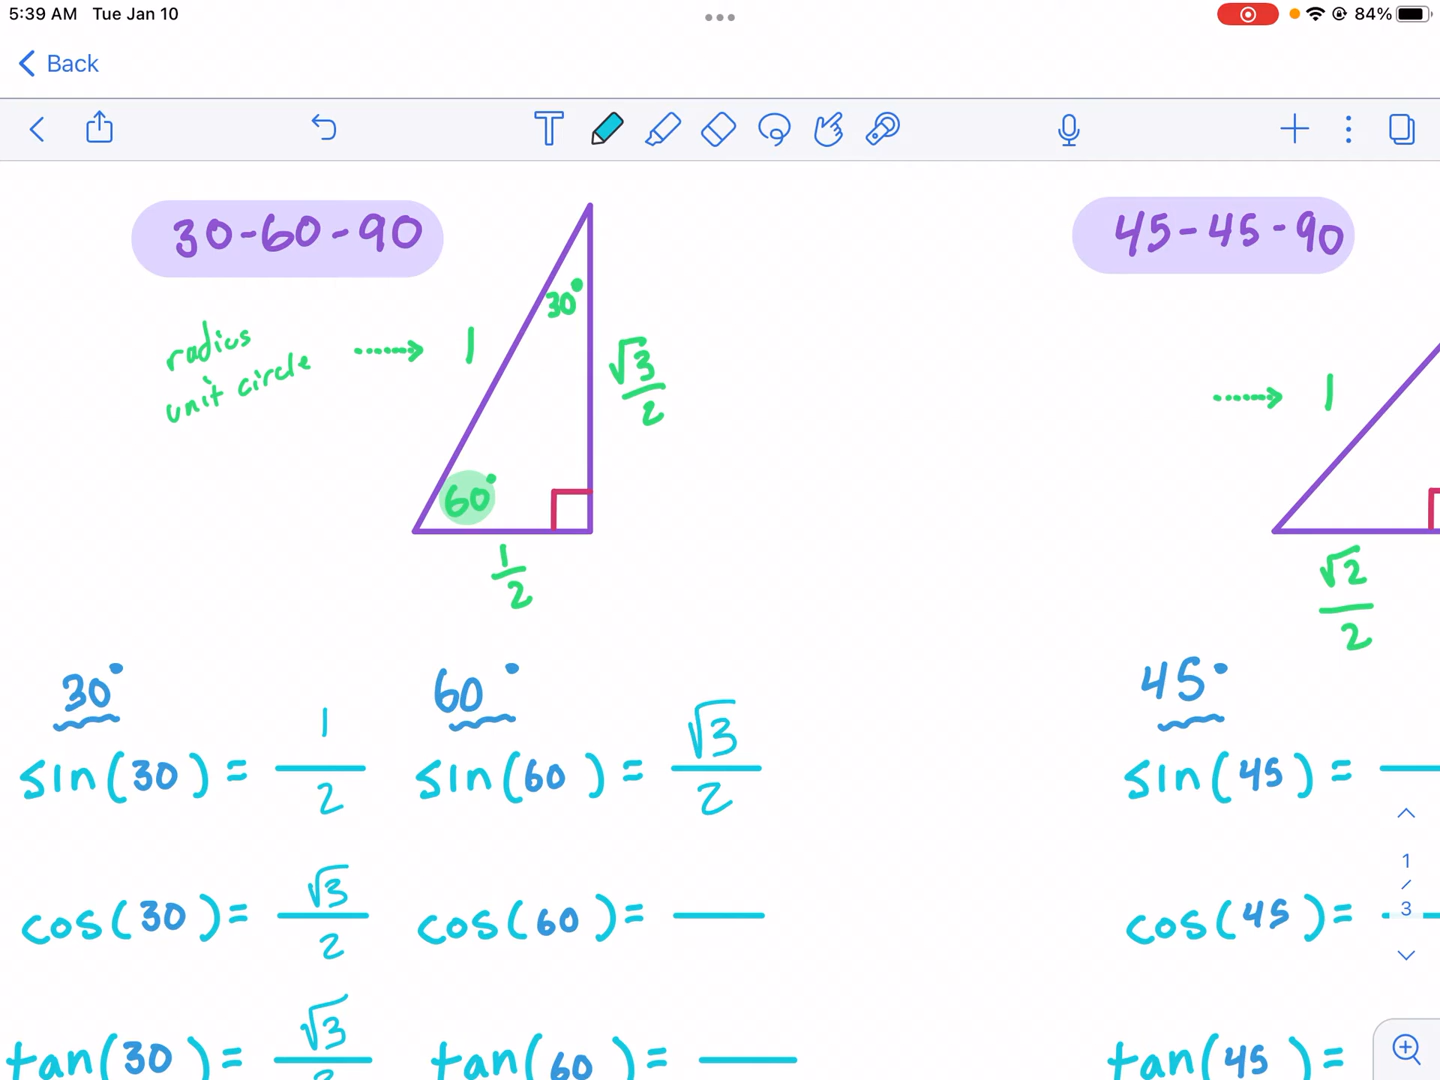 5:39 AM Tue Jan 10
84%
Back
T
30-60-90
45-45-90
30°
radius
unit circle
1
√3/2
1
60°
1/2
√2/2
30°
60°
45°
sin(30) = 1/2
sin(60) = √3/2
sin(45) =
cos(30) = √3/2
cos(60) =
cos(45) =
1/3
tan(30) = √3/
tan(60) =
tan(45) =